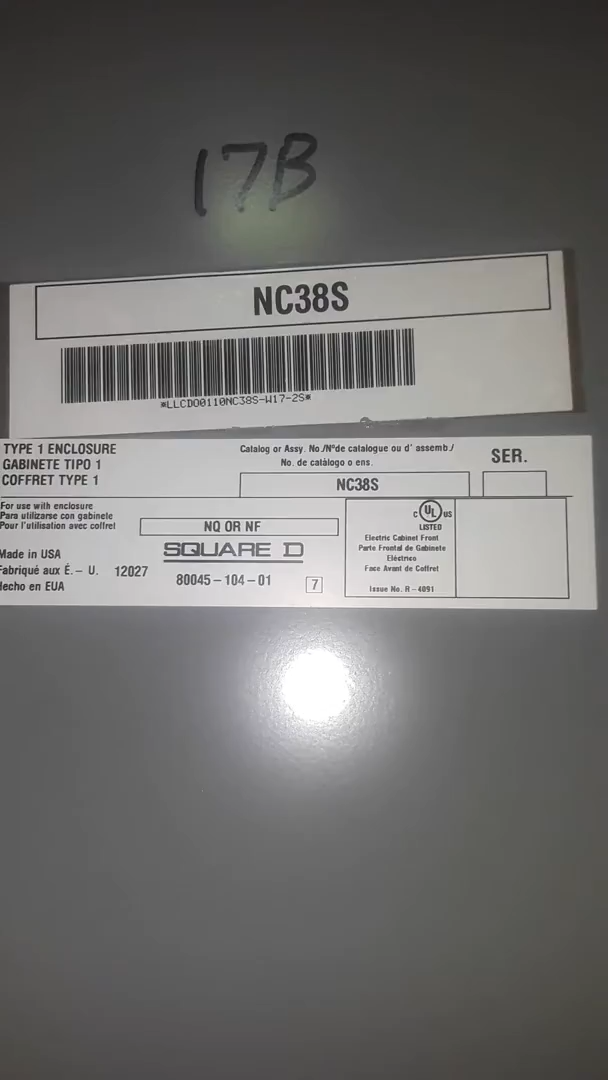 17B
NC38S
*LLCD00110NC38S-W17-2S*
TYPE 1 ENCLOSURE
GABINETE TIPO 1
COFFRET TYPE 1
Catalog or Assy. No./N°de catalogue ou d' assemb./
No. de catálogo o ens.
SER.
NC38S
For use with enclosure
Para utilizarse con gabinete
Pour l'utilisation avec coffret
NQ OR NF
Made in USA
Fabriqué aux É.- U. 12027
Hecho en EUA
SQUARE D
80045-104-01
7
C UL US
LISTED
Electric Cabinet Front
Parte Frontal de Gabinete
Eléctrico
Face Avant de Coffret
Issue No. R-4091